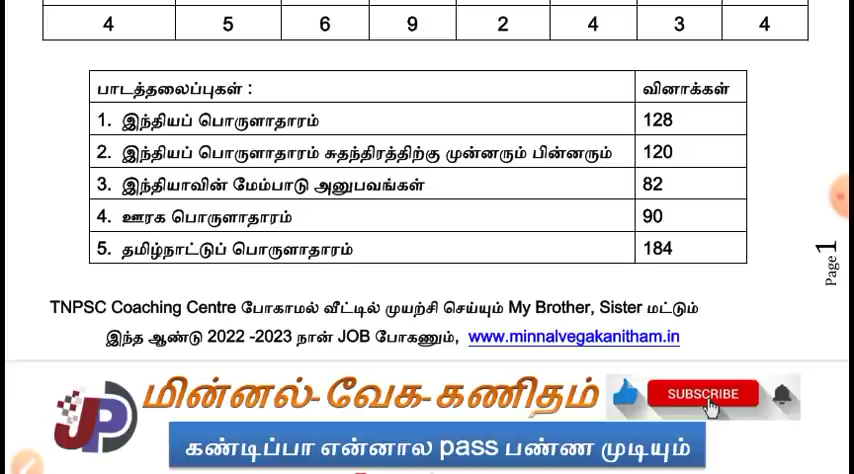 4 5 6 9 2 4 3 4
பாடத்தலைப்புகள் : வினாக்கள்
1. இந்தியப் பொருளாதாரம் 128
2. இந்தியப் பொருளாதாரம் சுதந்திரத்திற்கு முன்னரும் பின்னரும் 120
3. இந்தியாவின் மேம்பாடு அனுபவங்கள் 82
4. ஊரக பொருளாதாரம் 90
5. தமிழ்நாட்டுப் பொருளாதாரம் 184
Page 1
TNPSC Coaching Centre போகாமல் வீட்டில் முயற்சி செய்யும் My Brother, Sister மட்டும்
இந்த ஆண்டு 2022 -2023 நான் JOB போகணும், www.minnalvegakanitham.in
JP மின்னல்-வேக-கணிதம் SUBSCRIBE
கண்டிப்பா என்னால pass பண்ண முடியும்